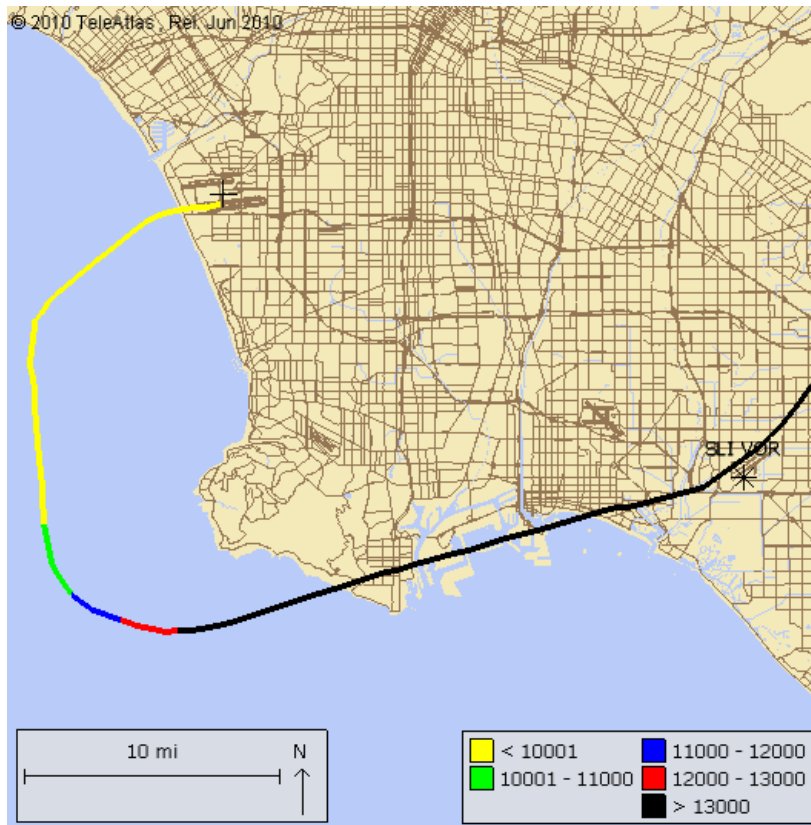 © 2010 TeleAtlas , Rel. Jun 2010
SLI VOR
10 mi
N
< 10001
11000 - 12000
10001 - 11000
12000 - 13000
> 13000